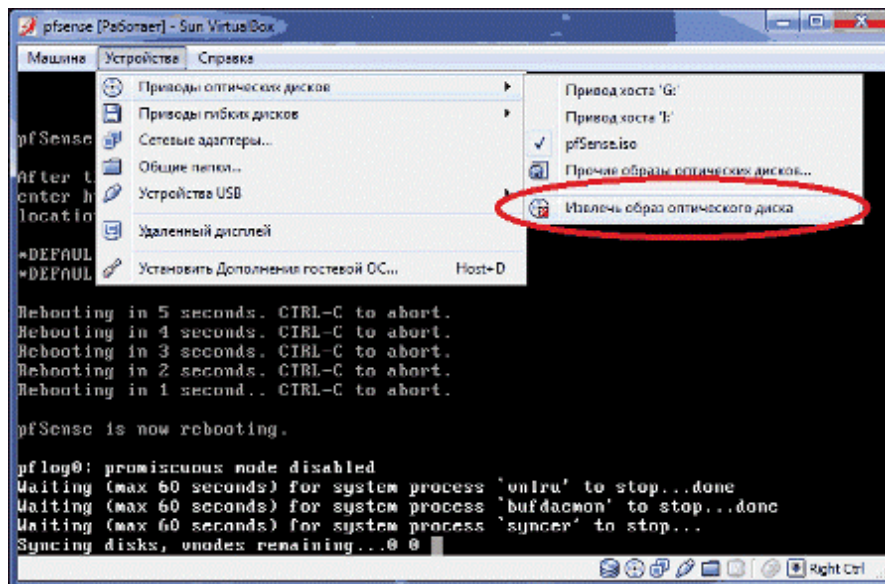 pfsense [Работает] - Sun VirtualBox
Машина Устройства Справка
Приводы оптических дисков
Приводы гибких дисков
Сетевые адаптеры...
Общие папки...
Устройства USB
Удаленный дисплей
Установить Дополнения гостевой ОС... Host+D
Привод хоста 'G:'
Привод хоста 'I:'
pfSense.iso
Прочие образы оптических дисков...
Извлечь образ оптического диска
pfSense
After t
enter h
locatio
*DEFAUL
*DEFAUL
Rebooting in 5 seconds. CTRL-C to abort.
Rebooting in 4 seconds. CTRL-C to abort.
Rebooting in 3 seconds. CTRL-C to abort.
Rebooting in 2 seconds. CTRL-C to abort.
Rebooting in 1 second.. CTRL-C to abort.
pfSense is now rebooting.
pflog0: promiscuous mode disabled
Waiting (max 60 seconds) for system process `vnlru' to stop...done
Waiting (max 60 seconds) for system process `bufdaemon' to stop...done
Waiting (max 60 seconds) for system process `syncer' to stop...
Syncing disks, vnodes remaining...0 0
Right Ctrl